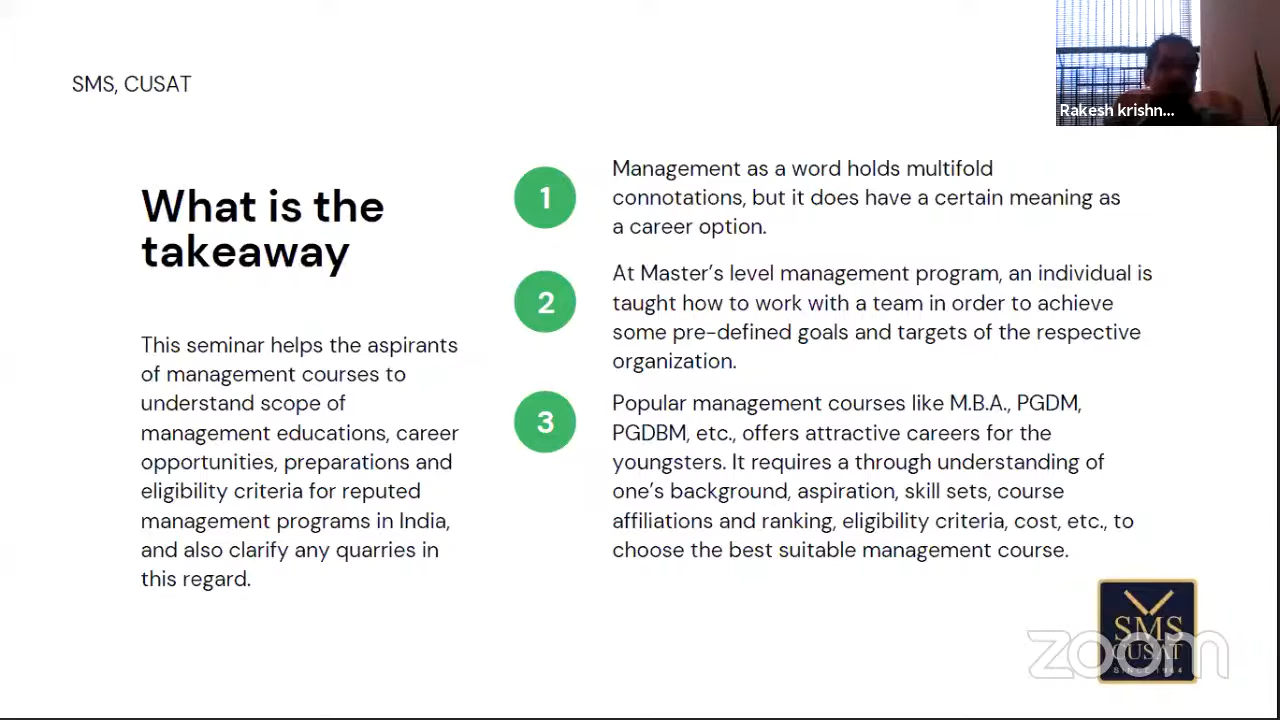 SMS, CUSAT
Rakesh krishn...
What is the
takeaway
This seminar helps the aspirants
of management courses to
understand scope of
management educations, career
opportunities, preparations and
eligibility criteria for reputed
management programs in India,
and also clarify any quarries in
this regard.
1
Management as a word holds multifold
connotations, but it does have a certain meaning as
a career option.
2
At Master's level management program, an individual is
taught how to work with a team in order to achieve
some pre-defined goals and targets of the respective
organization.
3
Popular management courses like M.B.A., PGDM,
PGDBM, etc., offers attractive careers for the
youngsters. It requires a through understanding of
one's background, aspiration, skill sets, course
affiliations and ranking, eligibility criteria, cost, etc., to
choose the best suitable management course.
SMS
CUSAT
SINCE 1964
zoom